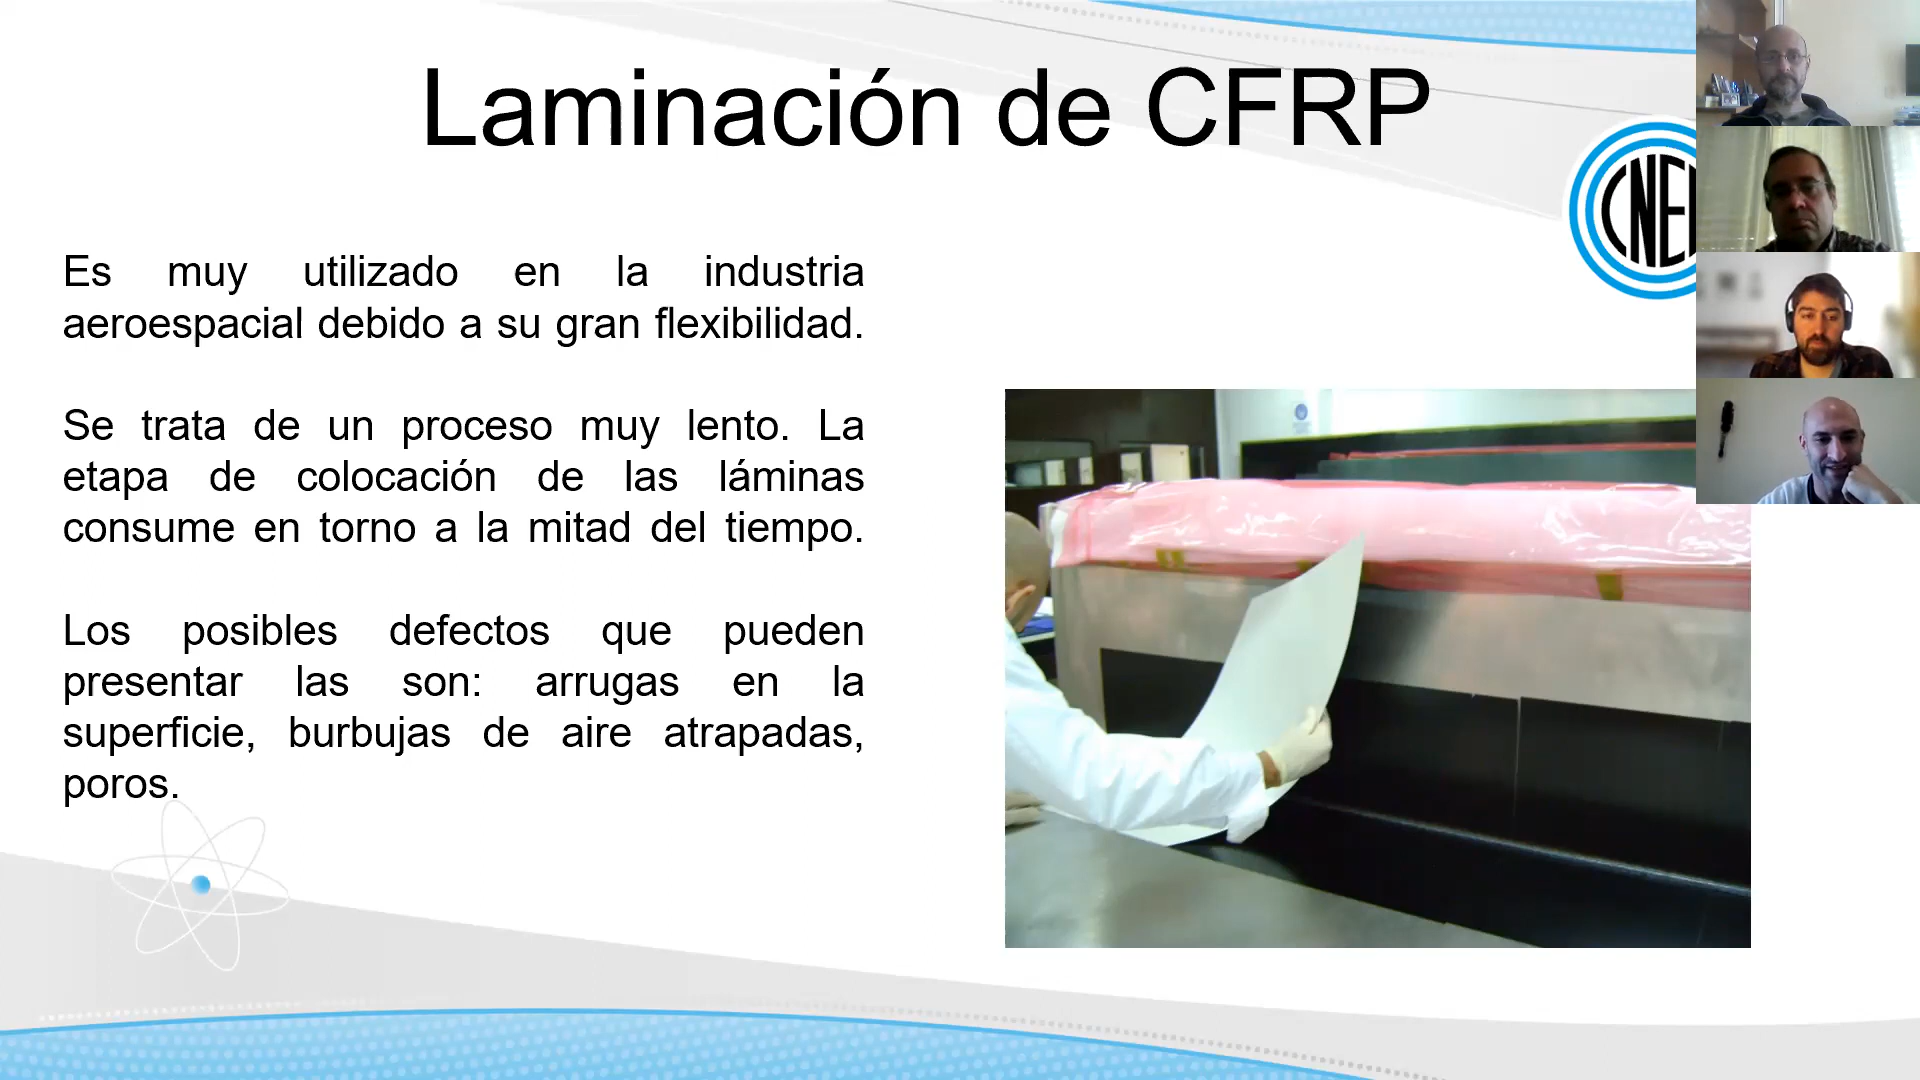 Laminación de CFRP
Es muy utilizado en la industria
aeroespacial debido a su gran flexibilidad.
Se trata de un proceso muy lento. La
etapa de colocación de las láminas
consume en torno a la mitad del tiempo.
Los posibles defectos que pueden
presentar las son: arrugas en la
superficie, burbujas de aire atrapadas,
poros.
CNE